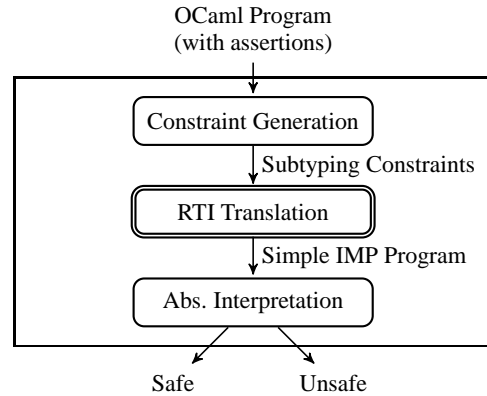 OCaml Program
(with assertions)
Constraint Generation
Subtyping Constraints
RTI Translation
Simple IMP Program
Abs. Interpretation
Safe Unsafe